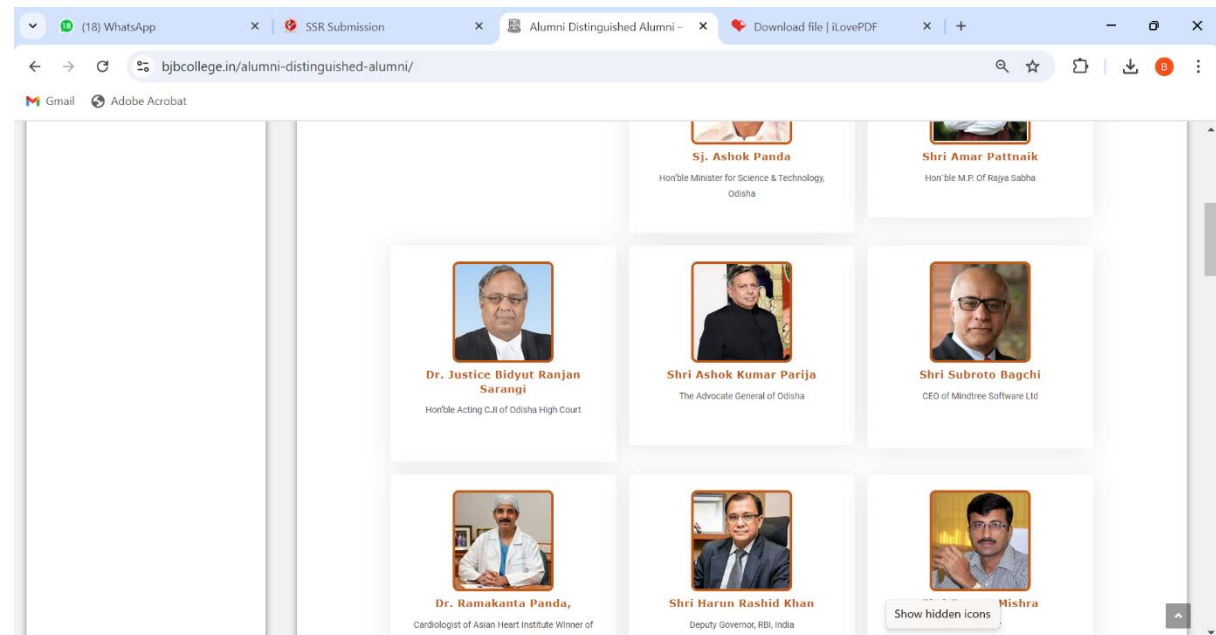 18
(18) WhatsApp
SSR Submission
Alumni Distinguished Alumni –
Download file | iLovePDF
bjbcollege.in/alumni-distinguished-alumni/
B
Gmail
Adobe Acrobat
Sj. Ashok Panda
Hon'ble Minister for Science & Technology,
Odisha
Shri Amar Pattnaik
Hon`ble M.P. Of Rajya Sabha
Dr. Justice Bidyut Ranjan
Sarangi
Hon'ble Acting CJI of Odisha High Court
Shri Ashok Kumar Parija
The Advocate General of Odisha
Shri Subroto Bagchi
CEO of Mindtree Software Ltd
Dr. Ramakanta Panda,
Cardiologist of Asian Heart Institute Winner of
Shri Harun Rashid Khan
Deputy Governor, RBI, India
Mishra
Show hidden icons